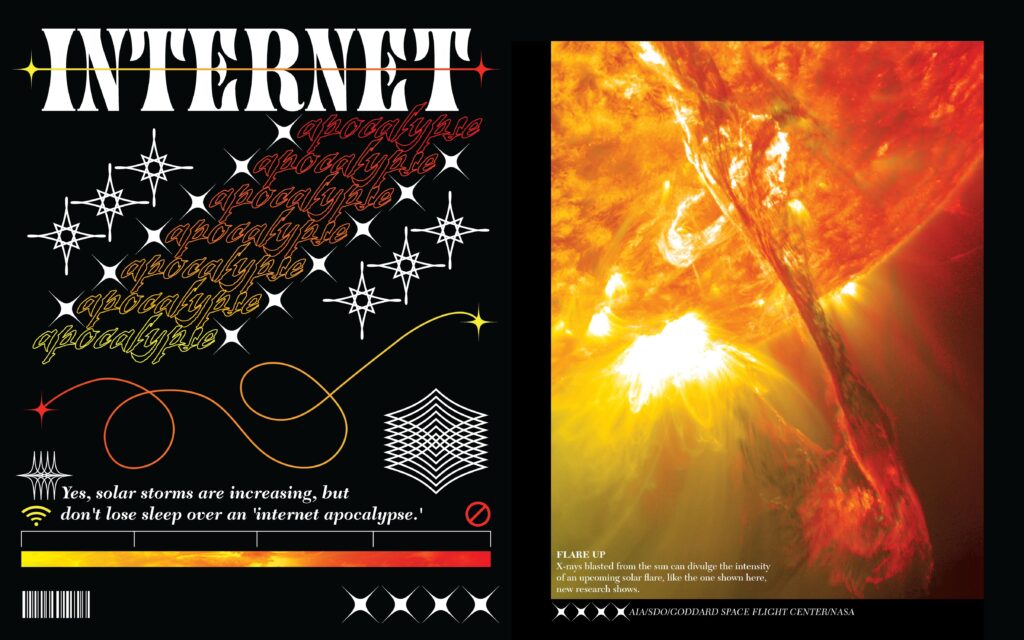 INTERNET
apocalypse
apocalypse
apocalypse
apocalypse
apocalypse
apocalypse
apocalypse
Yes, solar storms are increasing, but
don't lose sleep over an 'internet apocalypse.'
FLARE UP
X-rays blasted from the sun can divulge the intensity
of an upcoming solar flare, like the one shown here,
new research shows.
AIA/SDO/GODDARD SPACE FLIGHT CENTER/NASA